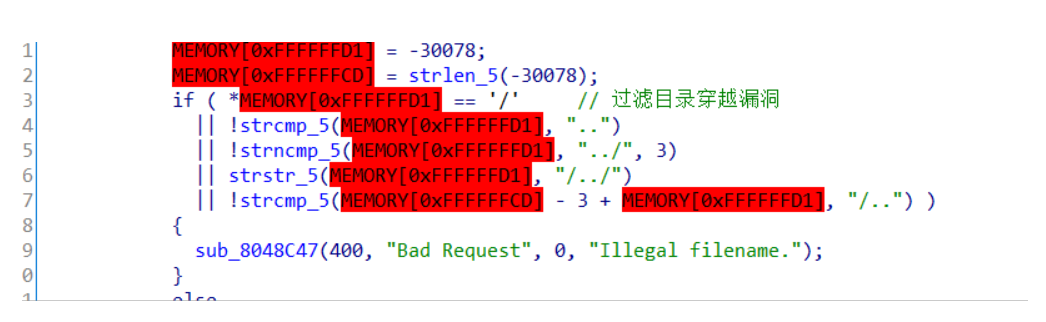 1 MEMORY[0xFFFFFFD1] = -30078;
2 MEMORY[0xFFFFFFCD] = strlen_5(-30078);
3 if ( *MEMORY[0xFFFFFFD1] == '/' // 过滤目录穿越漏洞
4 || !strcmp_5(MEMORY[0xFFFFFFD1], "..")
5 || !strncmp_5(MEMORY[0xFFFFFFD1], "../", 3)
6 || strstr_5(MEMORY[0xFFFFFFD1], "/../")
7 || !strcmp_5(MEMORY[0xFFFFFFCD] - 3 + MEMORY[0xFFFFFFD1], "/..") )
8 {
9 sub_8048C47(400, "Bad Request", 0, "Illegal filename.");
0 }
1 else